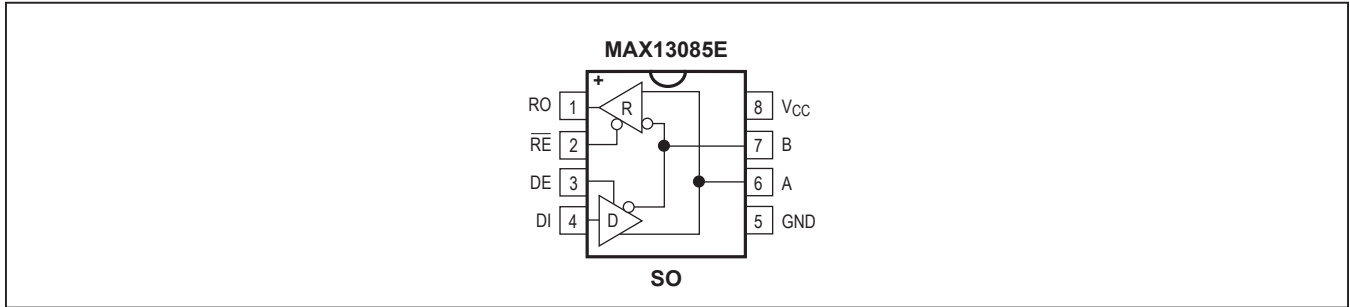 MAX13085E
+
RO 1 R 8 VCC
RE 2 7 B
DE 3 6 A
DI 4 D 5 GND
SO